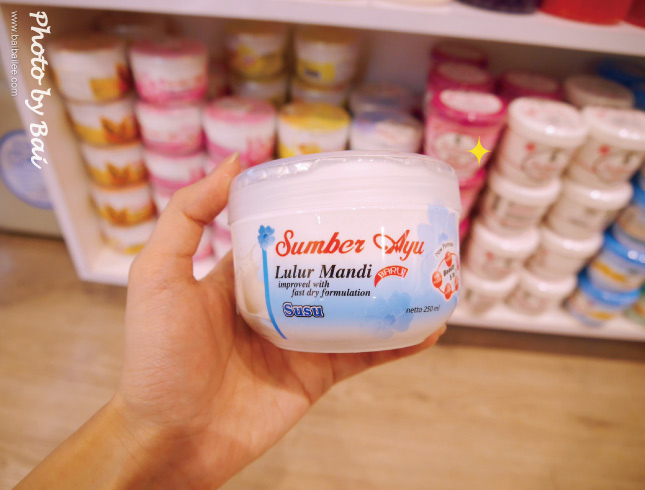 Photo by Bai
www.baibailee.com
Sumber Ayu
Lulur Mandi
BARU!
improved with
fast dry formulation
Susu
netto 250 ml